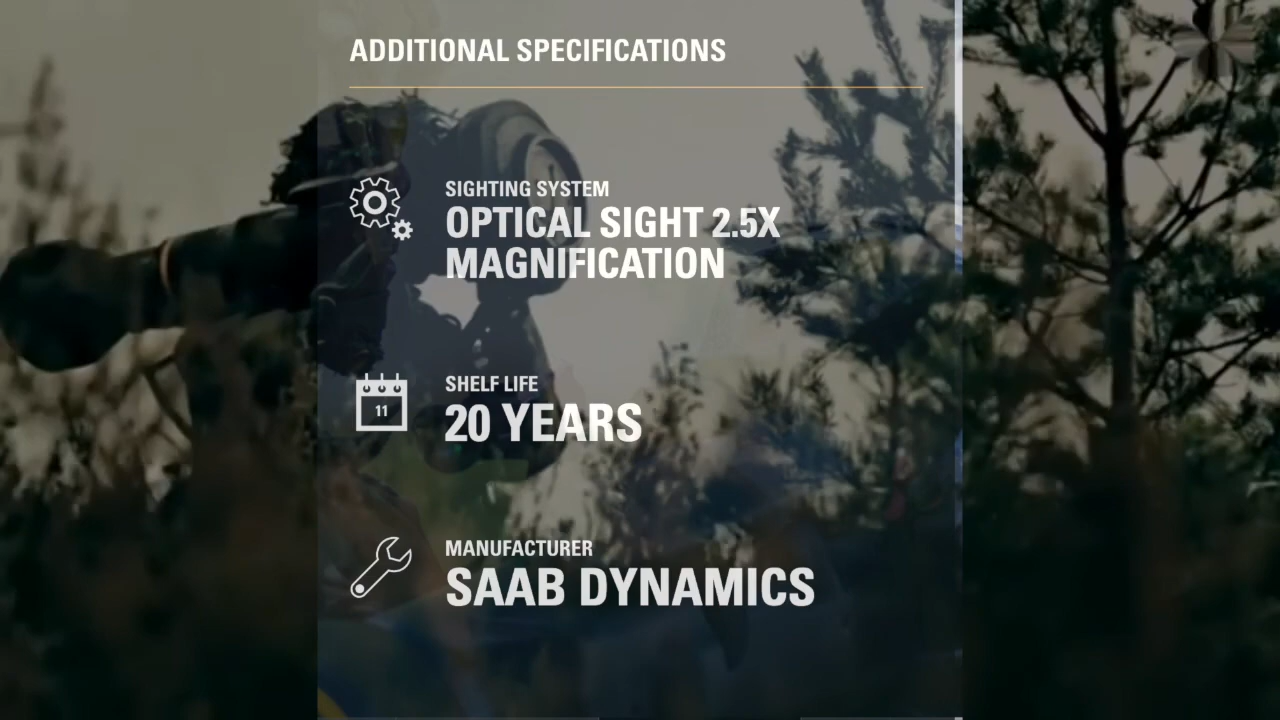 ADDITIONAL SPECIFICATIONS
SIGHTING SYSTEM
OPTICAL SIGHT 2.5X
MAGNIFICATION
SHELF LIFE
11
20 YEARS
MANUFACTURER
SAAB DYNAMICS